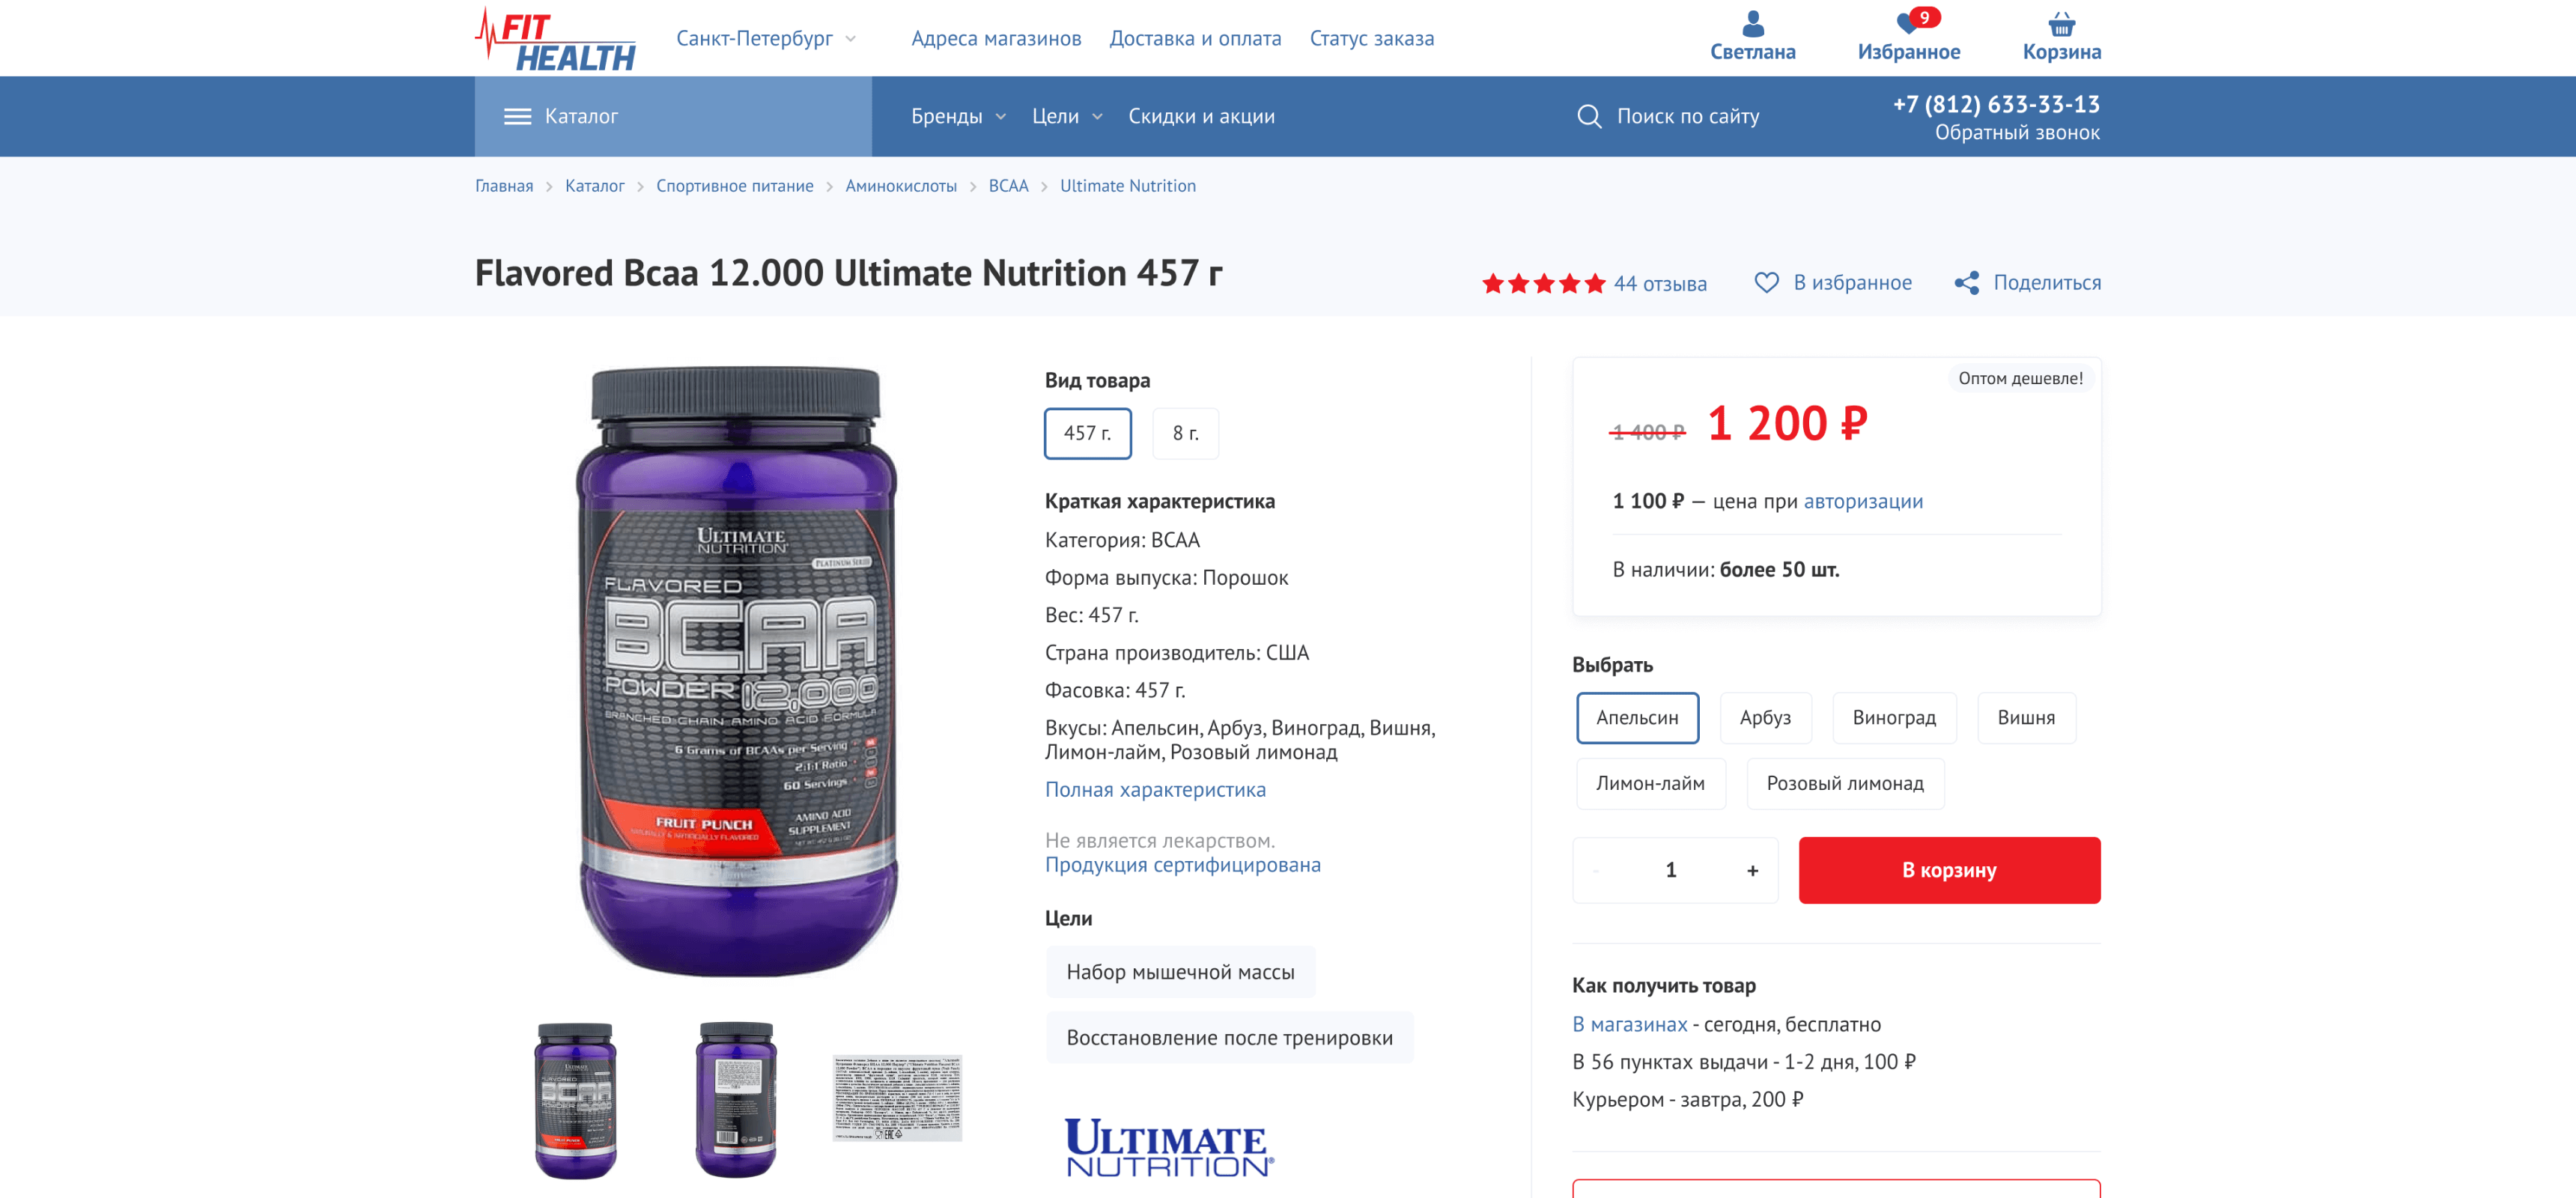 FIT
HEALTH
Санкт-Петербург
Адреса магазинов
Доставка и оплата
Статус заказа
Светлана
9
Избранное
Корзина
Каталог
Бренды
Цели
Скидки и акции
Поиск по сайту
+7 (812) 633-33-13
Обратный звонок
Главная > Каталог > Спортивное питание > Аминокислоты > BCAA > Ultimate Nutrition
Flavored Bcaa 12.000 Ultimate Nutrition 457 г
44 отзыва
В избранное
Поделиться
ULTIMATE
NUTRITION
PLATINUM SERIES
FLAVORED
BCAA
POWDER 12,000
BRANCHED CHAIN AMINO ACID FORMULA
6 Grams of BCAAs per Serving
2:1:1 Ratio
60 Servings
FRUIT PUNCH
NATURALLY & ARTIFICIALLY FLAVORED
AMINO ACID
SUPPLEMENT
Вид товара
457 г.
8 г.
Краткая характеристика
Категория: BCAA
Форма выпуска: Порошок
Вес: 457 г.
Страна производитель: США
Фасовка: 457 г.
Вкусы: Апельсин, Арбуз, Виноград, Вишня,
Лимон-лайм, Розовый лимонад
Полная характеристика
Не является лекарством.
Продукция сертифицирована
Цели
Набор мышечной массы
Восстановление после тренировки
ULTIMATE
NUTRITION®
Оптом дешевле!
1 400 ₽
1 200 ₽
1 100 ₽ — цена при авторизации
В наличии: более 50 шт.
Выбрать
Апельсин
Арбуз
Виноград
Вишня
Лимон-лайм
Розовый лимонад
- 1 +
В корзину
Как получить товар
В магазинах - сегодня, бесплатно
В 56 пунктах выдачи - 1-2 дня, 100 ₽
Курьером - завтра, 200 ₽